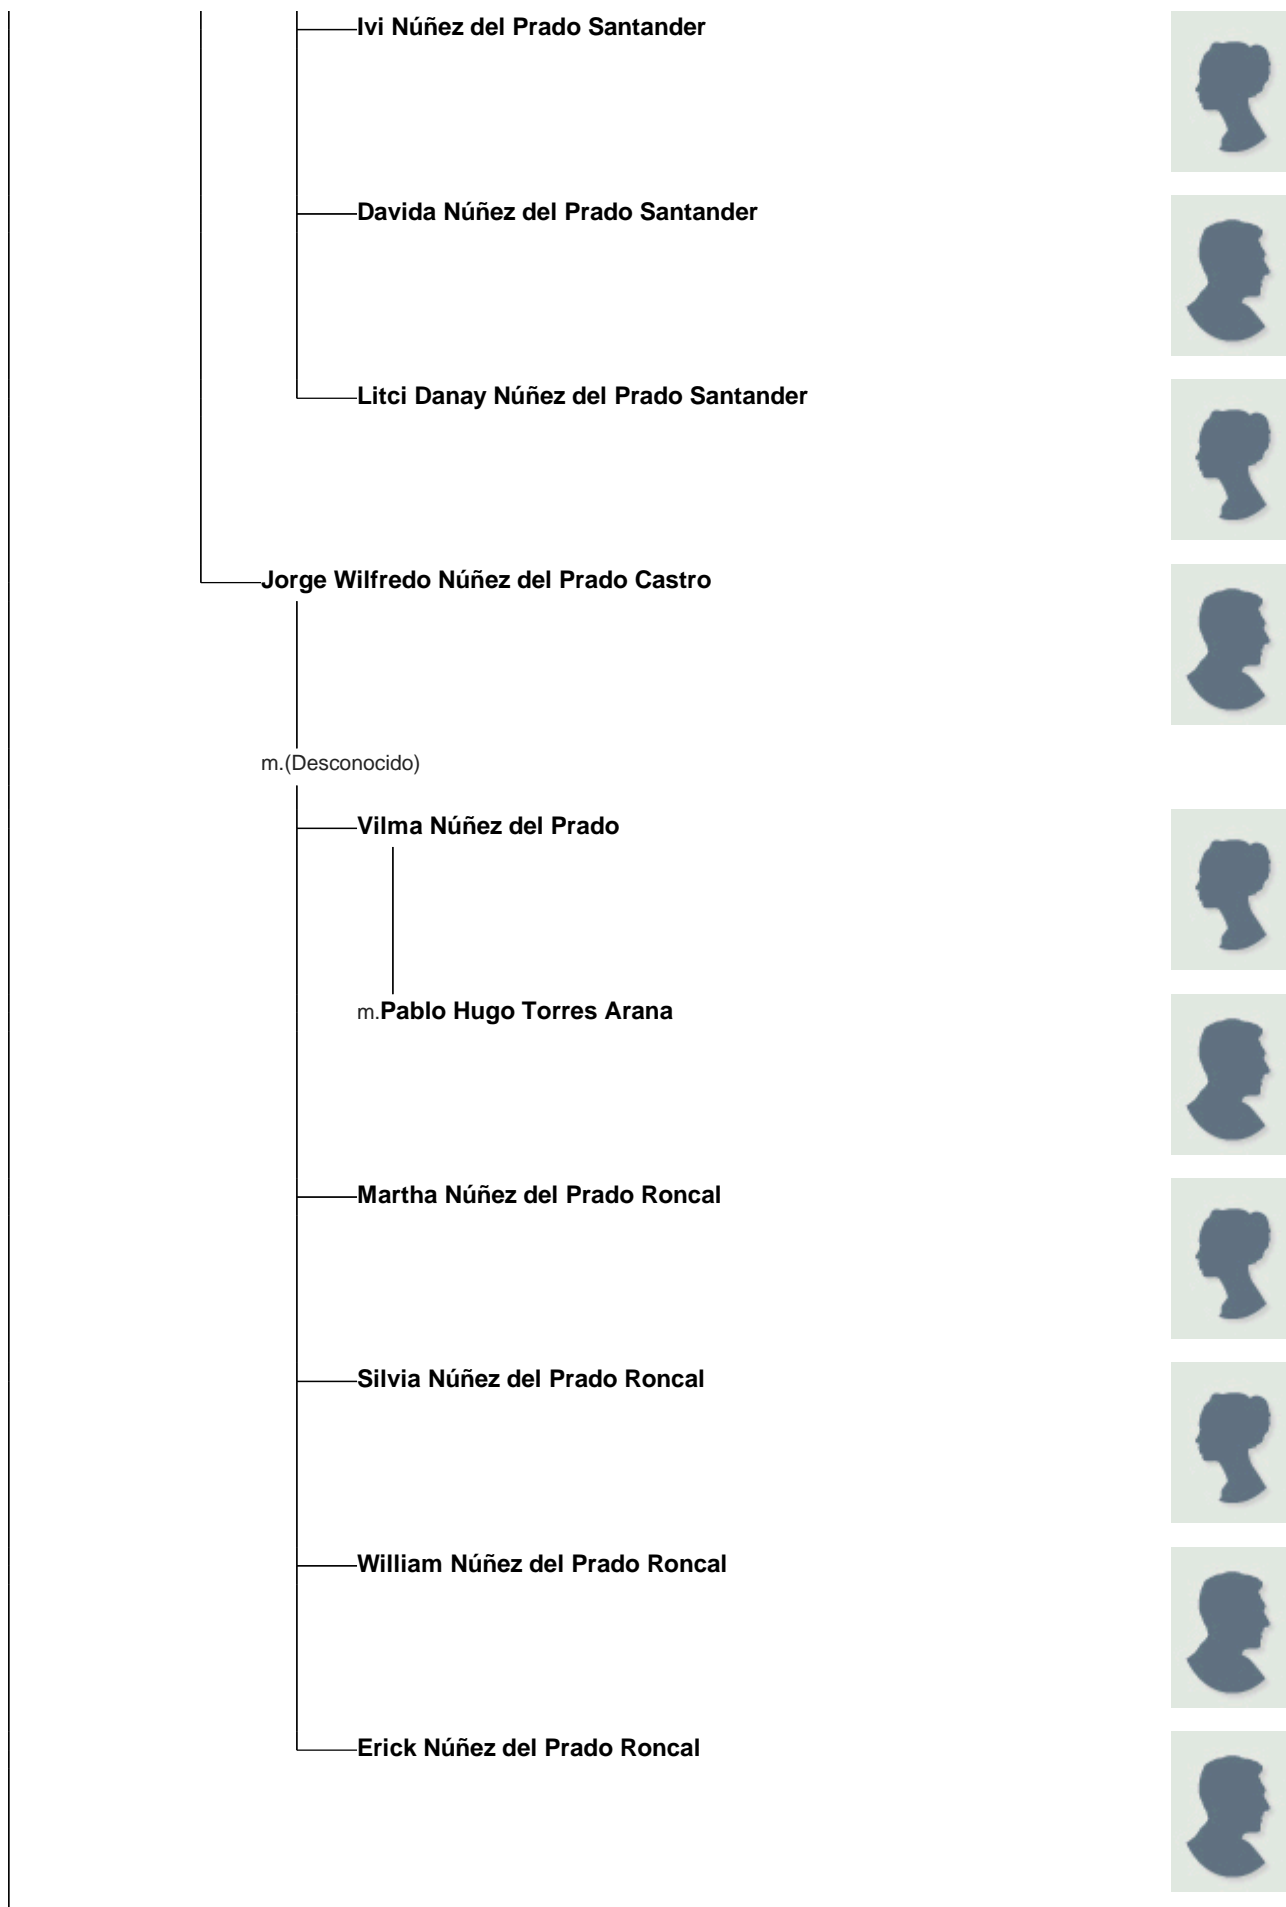 Ivi Núñez del Prado Santander
Davida Núñez del Prado Santander
Litci Danay Núñez del Prado Santander
Jorge Wilfredo Núñez del Prado Castro
m.(Desconocido)
Vilma Núñez del Prado
m.Pablo Hugo Torres Arana
Martha Núñez del Prado Roncal
Silvia Núñez del Prado Roncal
William Núñez del Prado Roncal
Erick Núñez del Prado Roncal